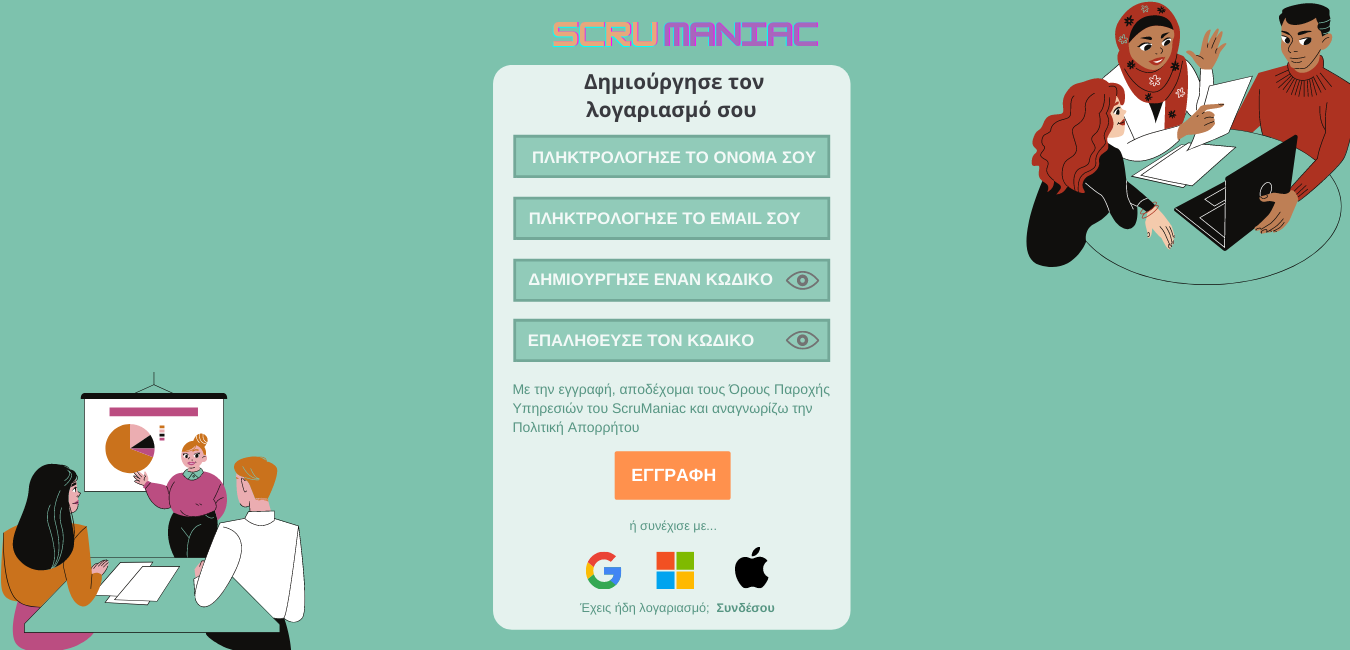 SCRUMANIAC
Δημιούργησε τον
λογαριασμό σου
ΠΛΗΚΤΡΟΛΟΓΗΣΕ ΤΟ ΟΝΟΜΑ ΣΟΥ
ΠΛΗΚΤΡΟΛΟΓΗΣΕ ΤΟ EMAIL ΣΟΥ
ΔΗΜΙΟΥΡΓΗΣΕ ΕΝΑΝ ΚΩΔΙΚΟ
ΕΠΑΛΗΘΕΥΣΕ ΤΟΝ ΚΩΔΙΚΟ
Με την εγγραφή, αποδέχομαι τους Όρους Παροχής
Υπηρεσιών του ScruManiac και αναγνωρίζω την
Πολιτική Απορρήτου
ΕΓΓΡΑΦΗ
ή συνέχισε με...
Έχεις ήδη λογαριασμό; Συνδέσου